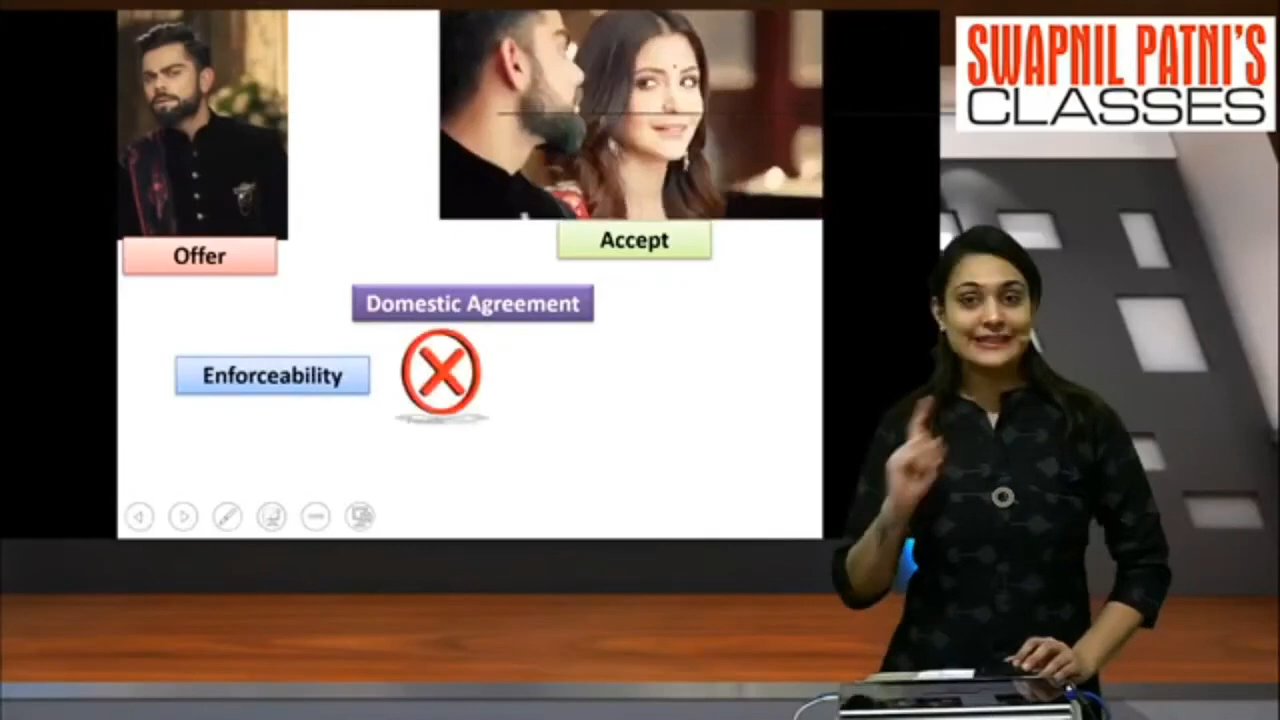 SWAPNIL PATNI'S
CLASSES
Offer
Accept
Domestic Agreement
Enforceability